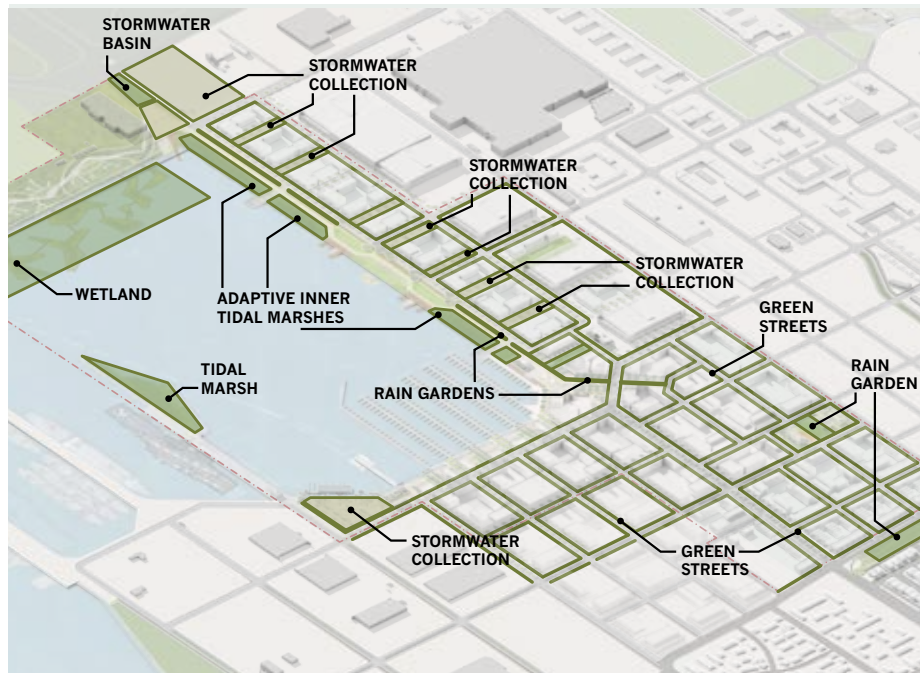 STORMWATER
BASIN
STORMWATER
COLLECTION
STORMWATER
COLLECTION
STORMWATER
COLLECTION
WETLAND
ADAPTIVE INNER
TIDAL MARSHES
GREEN
STREETS
TIDAL
MARSH
RAIN GARDENS
RAIN
GARDEN
STORMWATER
COLLECTION
GREEN
STREETS